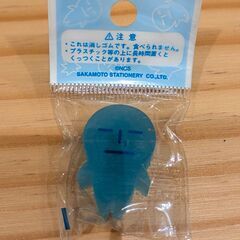 ⚠ 注意
・これは消しゴムです。食べられません。
・プラスチック等の上に長時間置くと
くっつくことがあります。
©NGS
SAKAMOTO STATIONERY CO.,LTD.